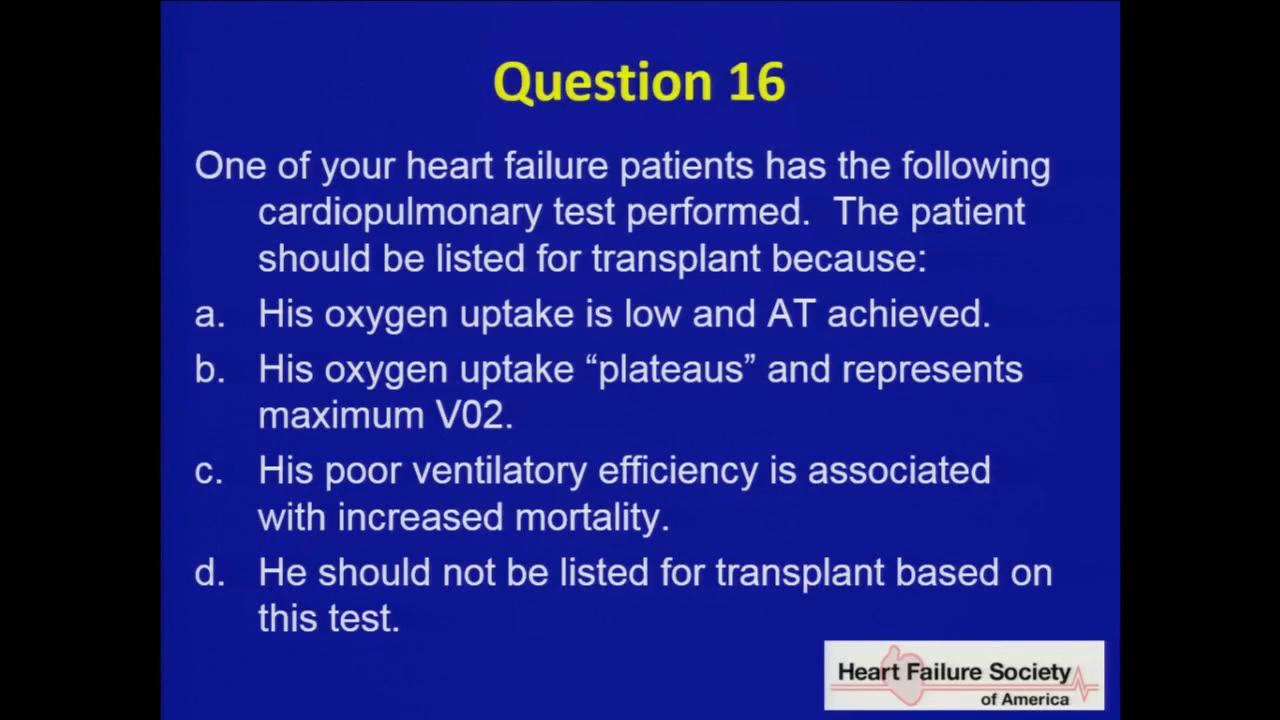 Question 16
One of your heart failure patients has the following
cardiopulmonary test performed. The patient
should be listed for transplant because:
a. His oxygen uptake is low and AT achieved.
b. His oxygen uptake “plateaus” and represents
maximum V02.
c. His poor ventilatory efficiency is associated
with increased mortality.
d. He should not be listed for transplant based on
this test.
Heart Failure Society
of America